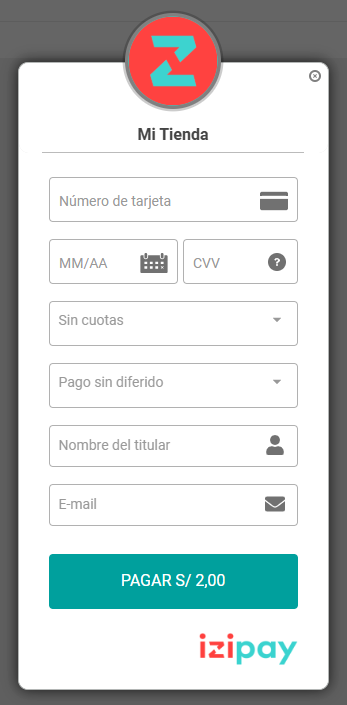 Mi Tienda
Número de tarjeta
MM/AA CVV
Sin cuotas
Pago sin diferido
Nombre del titular
E-mail
PAGAR S/ 2,00
izipay